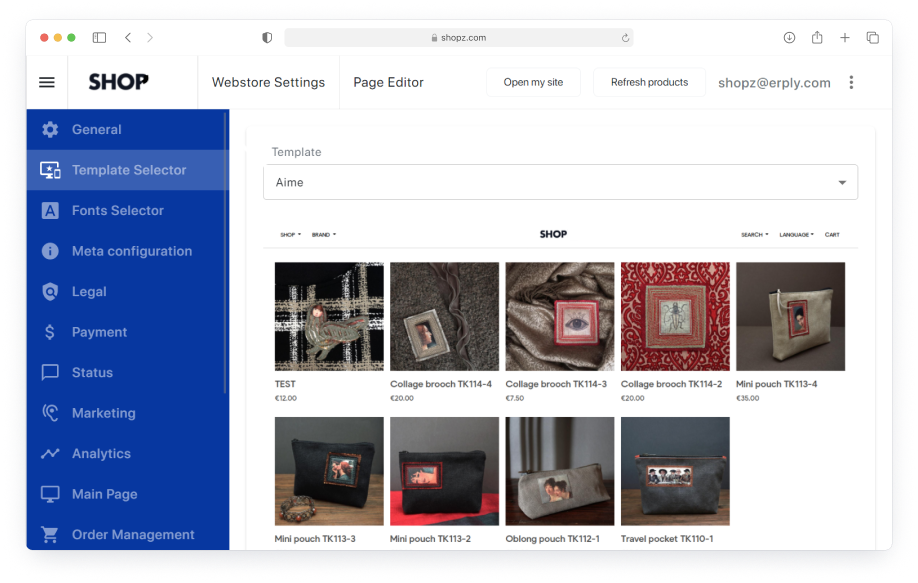 shopz.com
SHOP
Webstore Settings
Page Editor
Open my site
Refresh products
shopz@erply.com
General
Template Selector
Fonts Selector
Meta configuration
Legal
Payment
Status
Marketing
Analytics
Main Page
Order Management
Template
Aime
SHOP
BRAND
SHOP
SEARCH
LANGUAGE
CART
TEST
€12.00
Collage brooch TK114-4
€20.00
Collage brooch TK114-3
€7.50
Collage brooch TK114-2
€20.00
Mini pouch TK113-4
€35.00
Mini pouch TK113-3
Mini pouch TK113-2
Oblong pouch TK112-1
Travel pocket TK110-1